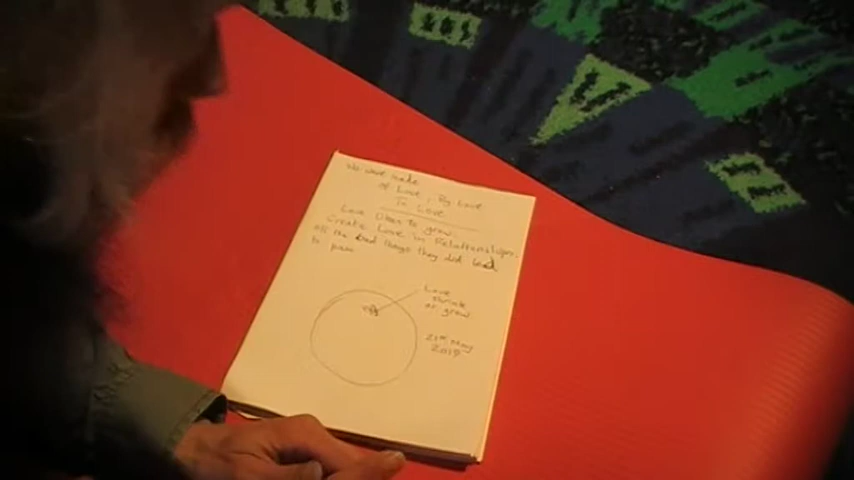 We were made
of Love, By Love
To Love
Love likes to grow.
Create Love in Relationships.
All the bad things they did lead
to pain
Love
shrink
or grow
21st May
2019